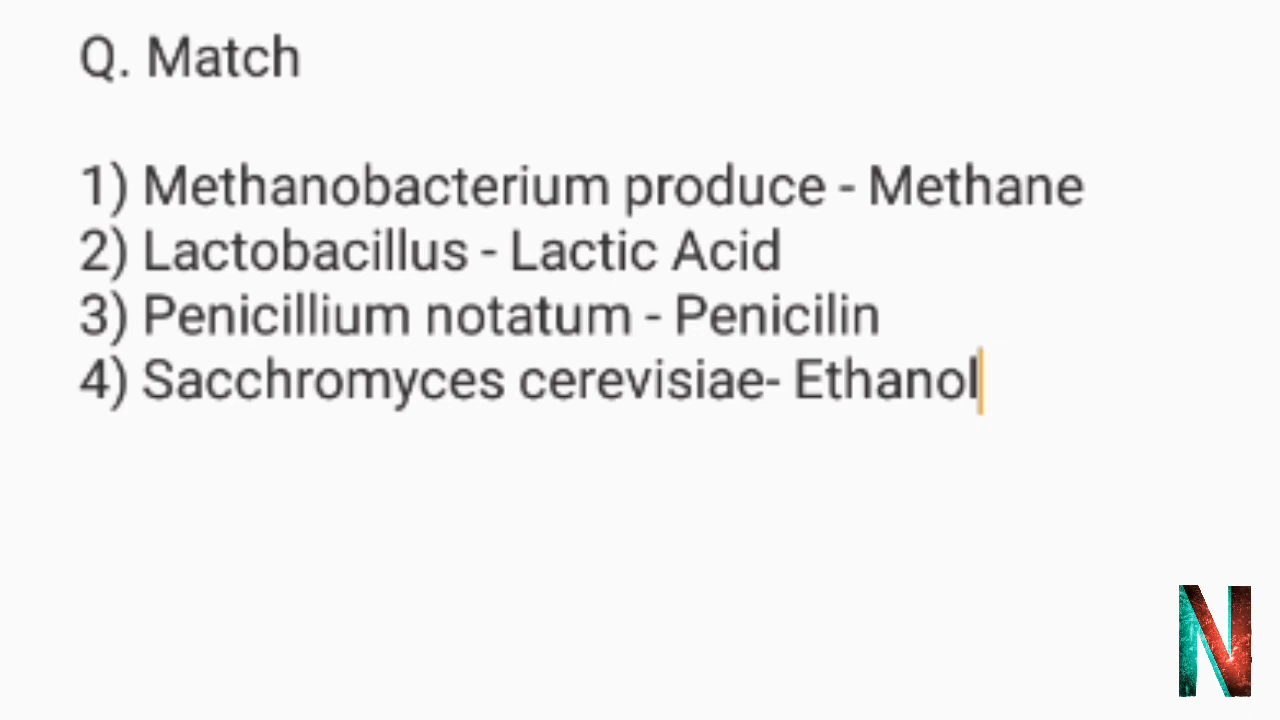 Q. Match
1) Methanobacterium produce - Methane
2) Lactobacillus - Lactic Acid
3) Penicillium notatum - Penicilin
4) Sacchromyces cerevisiae- Ethanol
N